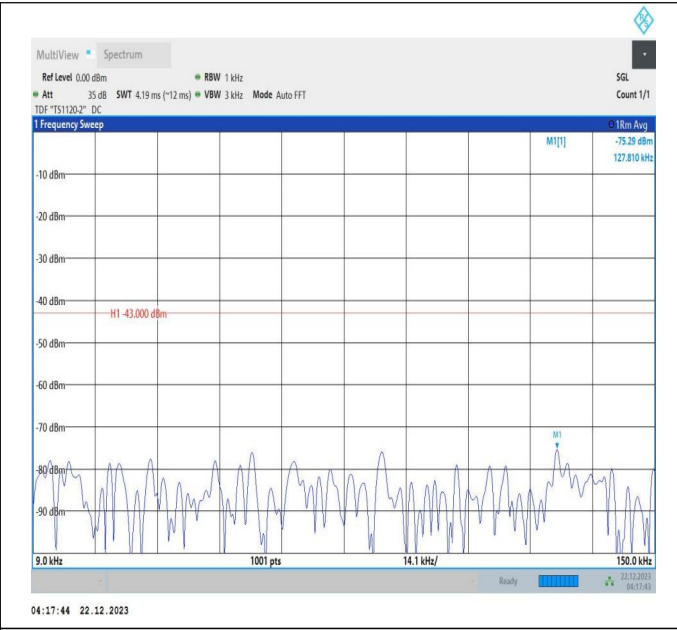 R S
MultiView Spectrum
Ref Level 0.00 dBm RBW 1 kHz SGL
Att 35 dB SWT 4.19 ms (~12 ms) VBW 3 kHz Mode Auto FFT Count 1/1
TDF "TS1120-2" DC
1 Frequency Sweep 1Rm Avg
M1[1] -75.29 dBm
127.810 kHz
-10 dBm
-20 dBm
-30 dBm
-40 dBm
H1 -43.000 dBm
-50 dBm
-60 dBm
-70 dBm
M1
-80 dBm
-90 dBm
9.0 kHz 1001 pts 14.1 kHz/ 150.0 kHz
Ready 22.12.2023
04:17:43
04:17:44 22.12.2023